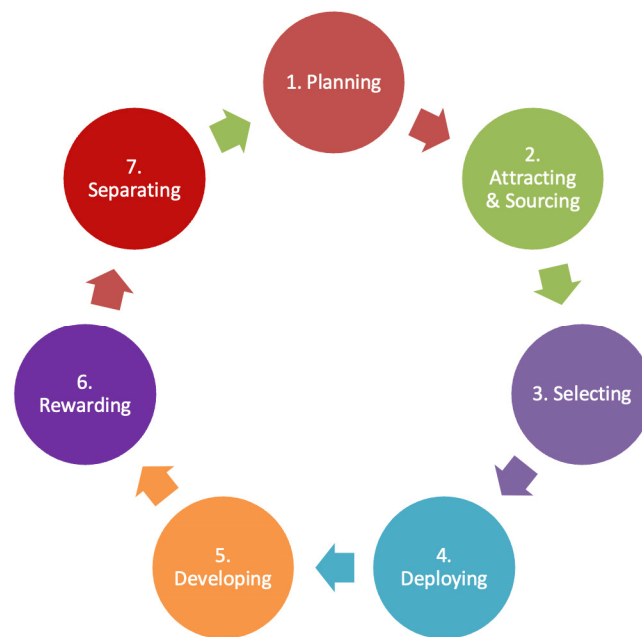 1. Planning
2.
Attracting
& Sourcing
3. Selecting
4.
Deploying
5.
Developing
6.
Rewarding
7.
Separating